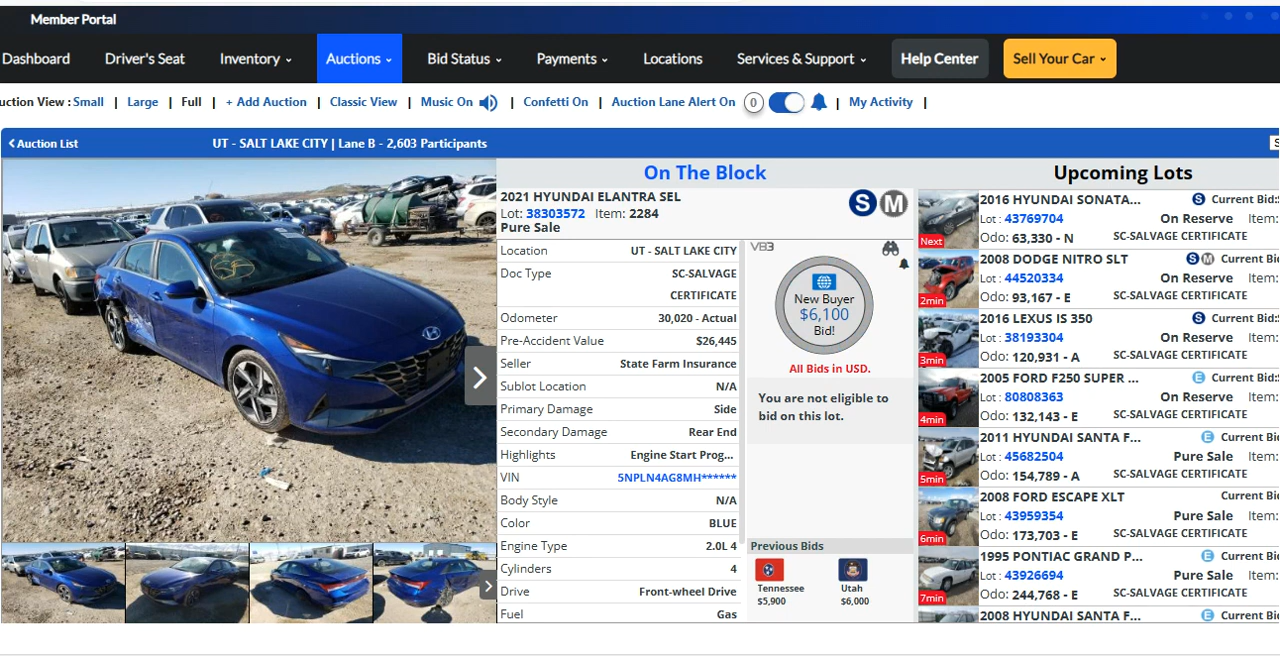 Member Portal
Dashboard Driver's Seat Inventory Auctions Bid Status Payments Locations Services & Support Help Center Sell Your Car
uction View : Small | Large | Full | + Add Auction | Classic View | Music On | Confetti On | Auction Lane Alert On 0 | My Activity |
Auction List UT - SALT LAKE CITY | Lane B - 2,603 Participants S
On The Block
2021 HYUNDAI ELANTRA SEL
Lot: 38303572 Item: 2284
Pure Sale
S M
Location UT - SALT LAKE CITY
Doc Type SC-SALVAGE
CERTIFICATE
Odometer 30,020 - Actual
Pre-Accident Value $26,445
Seller State Farm Insurance
Sublot Location N/A
Primary Damage Side
Secondary Damage Rear End
Highlights Engine Start Prog...
VIN 5NPLN4AG8MH******
Body Style N/A
Color BLUE
Engine Type 2.0L 4
Cylinders 4
Drive Front-wheel Drive
Fuel Gas
VB3
New Buyer
$6,100
Bid!
All Bids in USD.
You are not eligible to
bid on this lot.
Previous Bids
Tennessee Utah
$5,900 $6,000
Upcoming Lots
2016 HYUNDAI SONATA... S Current Bid:
Lot : 43769704 On Reserve Item:
Next Odo: 63,330 - N SC-SALVAGE CERTIFICATE
2008 DODGE NITRO SLT S M Current Bid
Lot : 44520334 On Reserve Item:
2min Odo: 93,167 - E SC-SALVAGE CERTIFICATE
2016 LEXUS IS 350 S Current Bid:
Lot : 38193304 On Reserve Item:
3min Odo: 120,931 - A SC-SALVAGE CERTIFICATE
2005 FORD F250 SUPER ... E Current Bid:
Lot : 80808363 On Reserve Item:
4min Odo: 132,143 - E SC-SALVAGE CERTIFICATE
2011 HYUNDAI SANTA F... E Current Bi
Lot : 45682504 Pure Sale Item:
5min Odo: 154,789 - A SC-SALVAGE CERTIFICATE
2008 FORD ESCAPE XLT Current Bid
Lot : 43959354 Pure Sale Item:
6min Odo: 173,703 - E SC-SALVAGE CERTIFICATE
1995 PONTIAC GRAND P... E Current Bi
Lot : 43926694 Pure Sale Item:
7min Odo: 244,768 - E SC-SALVAGE CERTIFICATE
2008 HYUNDAI SANTA F... E Current Bi